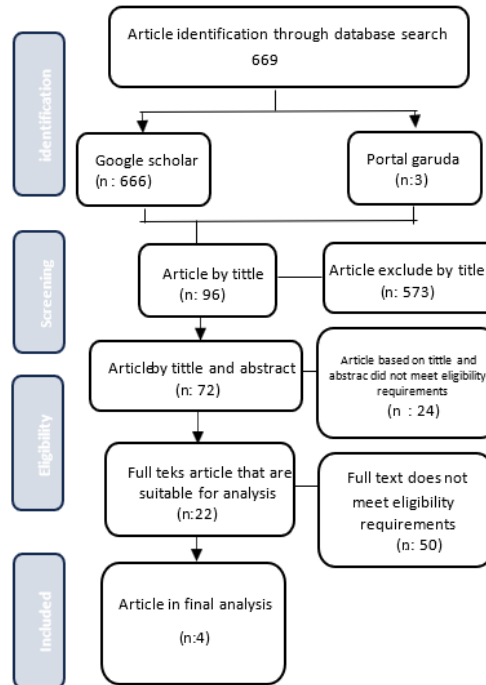 identification
Article identification through database search
669
Google scholar
(n : 666)
Portal garuda
(n:3)
Screening
Article by tittle
(n: 96)
Article exclude by title
(n: 573)
Article by tittle and abstract
(n: 72)
Article based on tittle and
abstrac did not meet eligibility
requirements
(n : 24)
Eligibility
Full teks article that are
suitable for analysis
(n:22)
Full text does not
meet eligibility
requirements
(n: 50)
Included
Article in final analysis
(n:4)